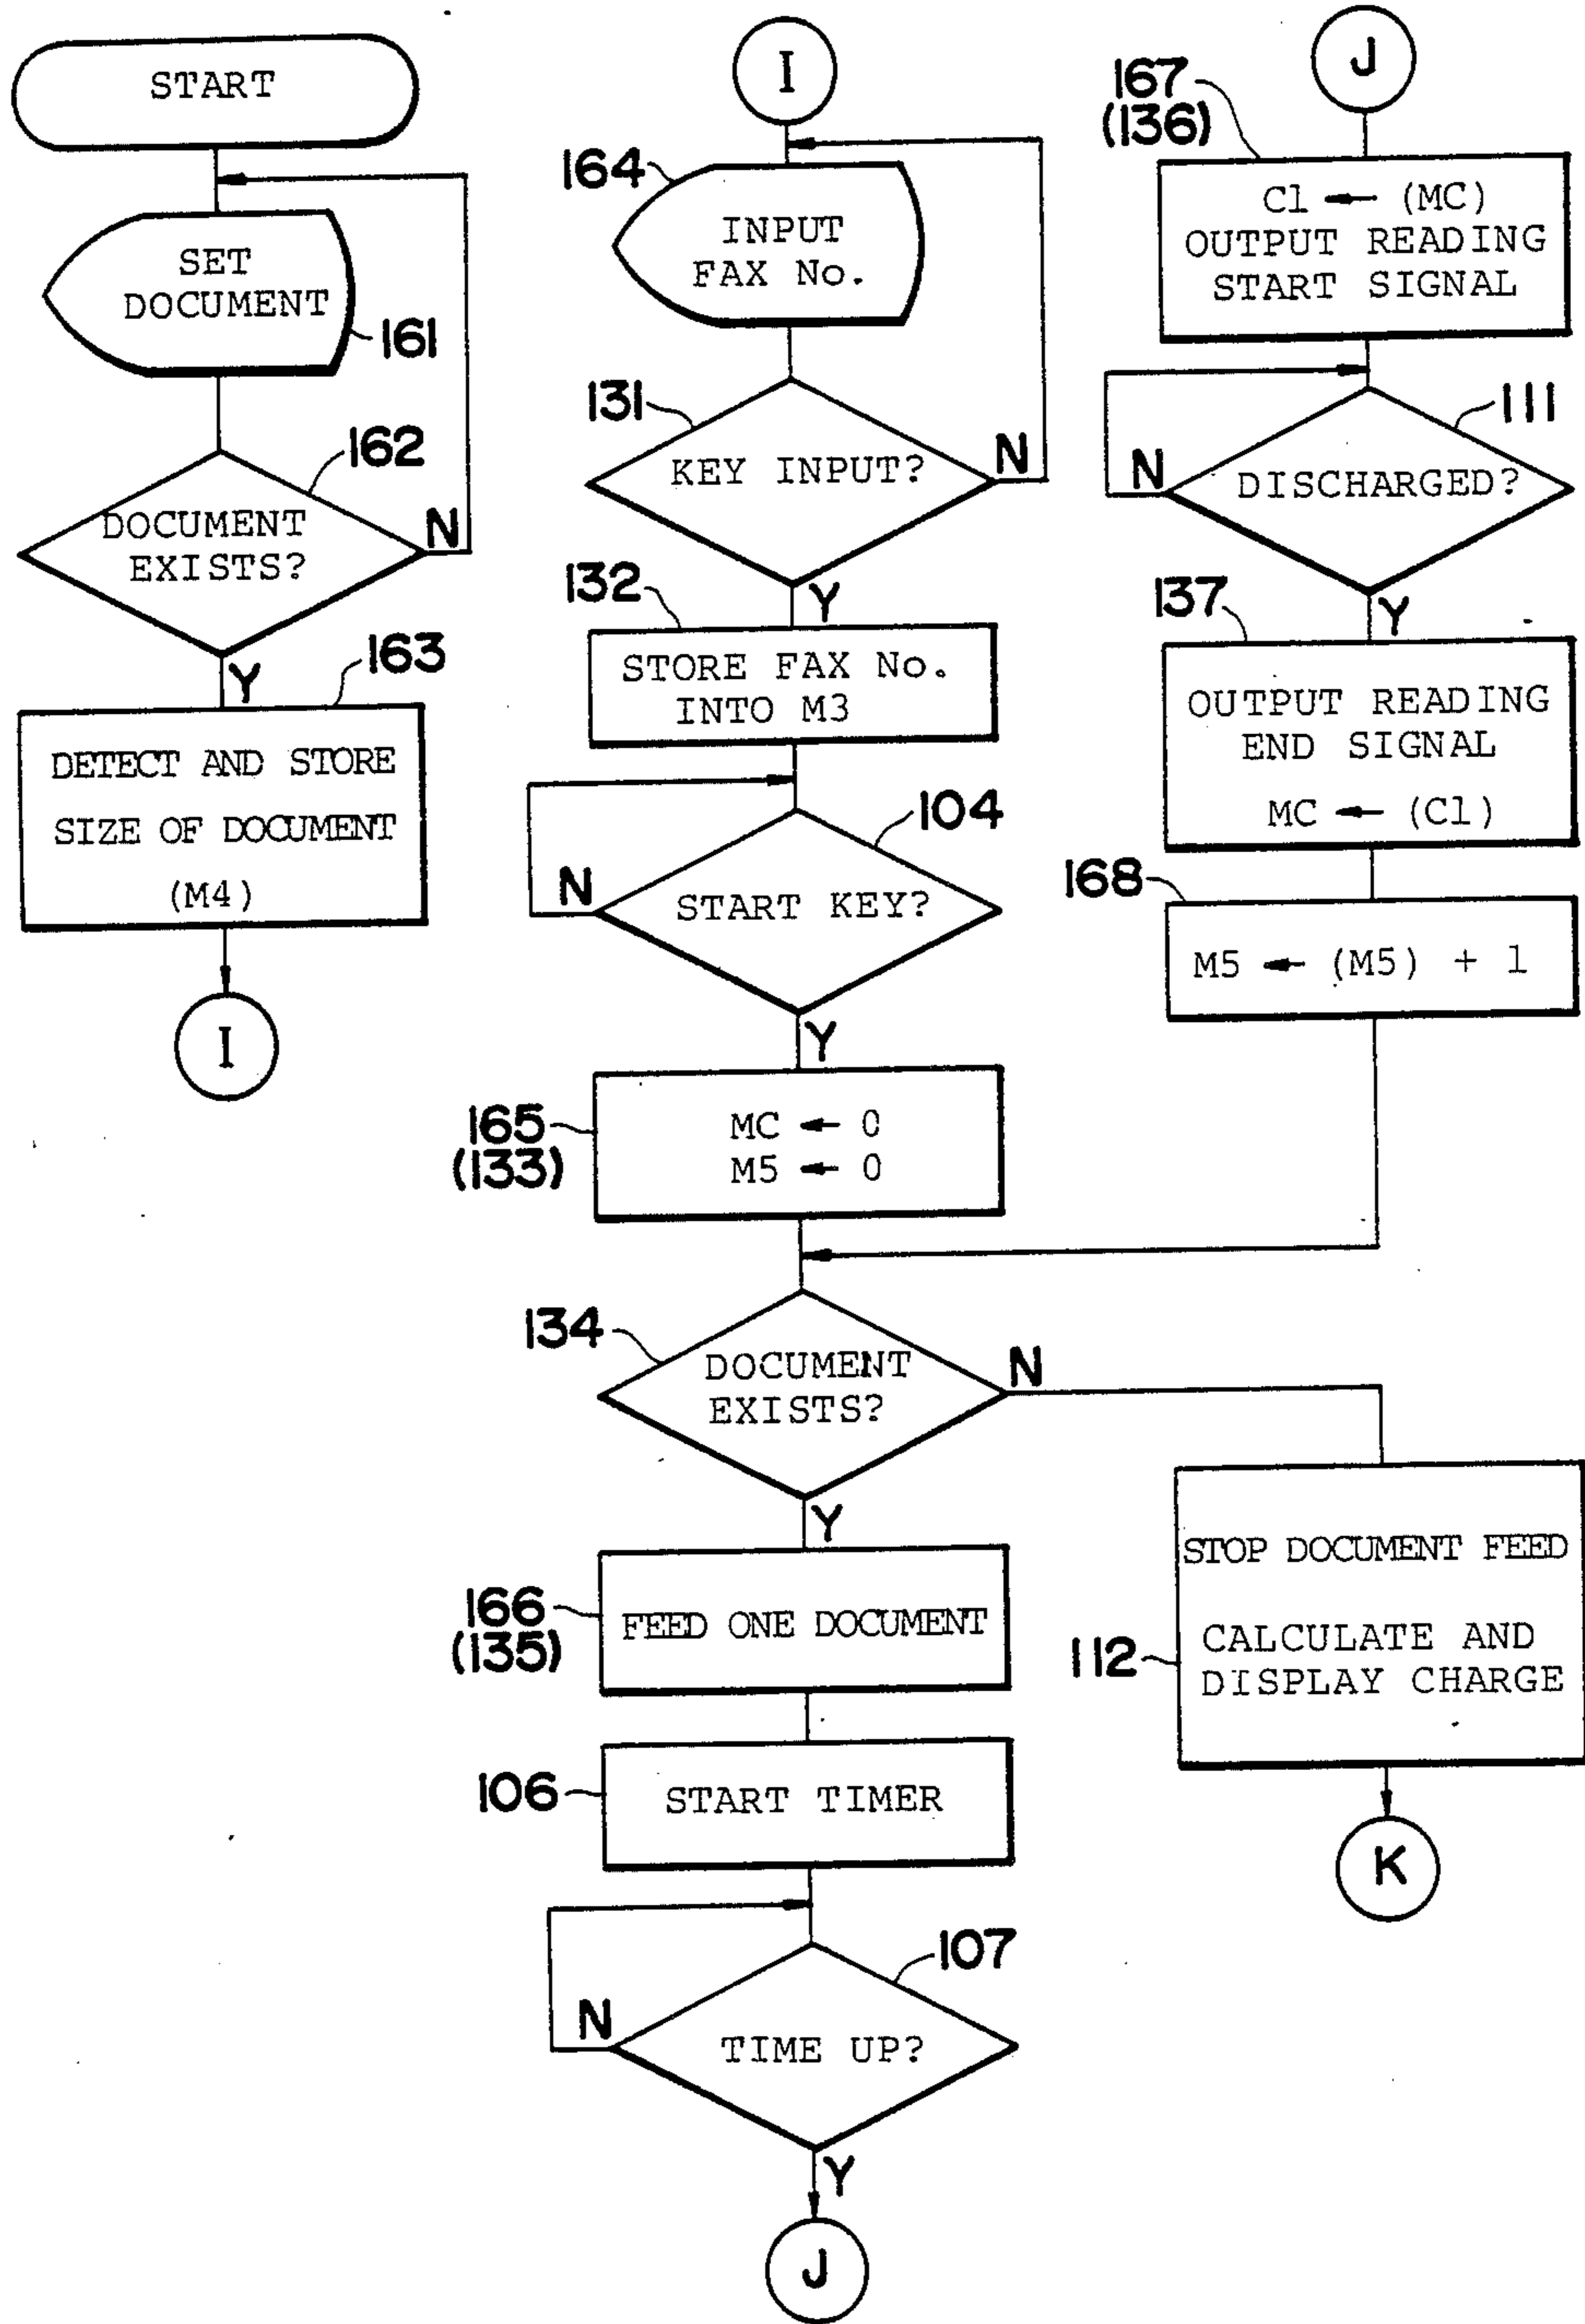 START
SET
DOCUMENT
161
162
DOCUMENT
EXISTS?
N
Y
163
DETECT AND STORE
SIZE OF DOCUMENT
(M4)
I
I
164
INPUT
FAX No.
131
KEY INPUT?
N
Y
132
STORE FAX No.
INTO M3
104
START KEY?
N
Y
165
(133)
MC ← 0
M5 ← 0
134
DOCUMENT
EXISTS?
N
Y
166
(135)
FEED ONE DOCUMENT
106
START TIMER
107
TIME UP?
N
Y
J
J
167
(136)
C1 ← (MC)
OUTPUT READING
START SIGNAL
111
DISCHARGED?
N
Y
137
OUTPUT READING
END SIGNAL
MC ← (C1)
168
M5 ← (M5) + 1
STOP DOCUMENT FEED
112
CALCULATE AND
DISPLAY CHARGE
K